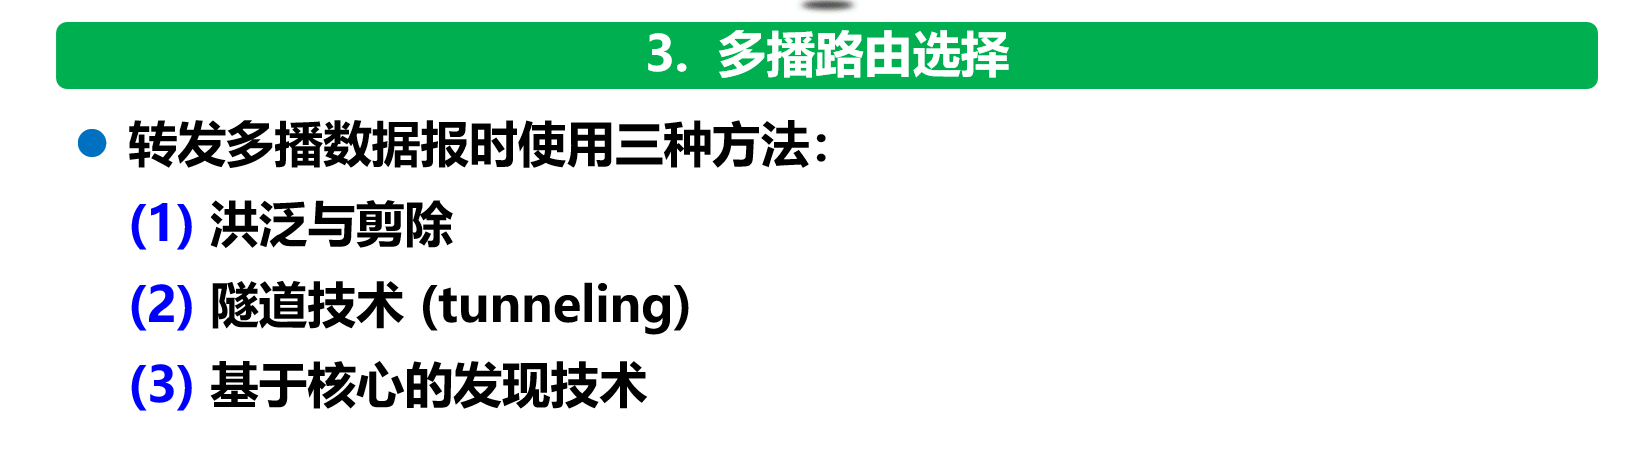 3. 多播路由选择
转发多播数据报时使用三种方法：
(1) 洪泛与剪除
(2) 隧道技术 (tunneling)
(3) 基于核心的发现技术